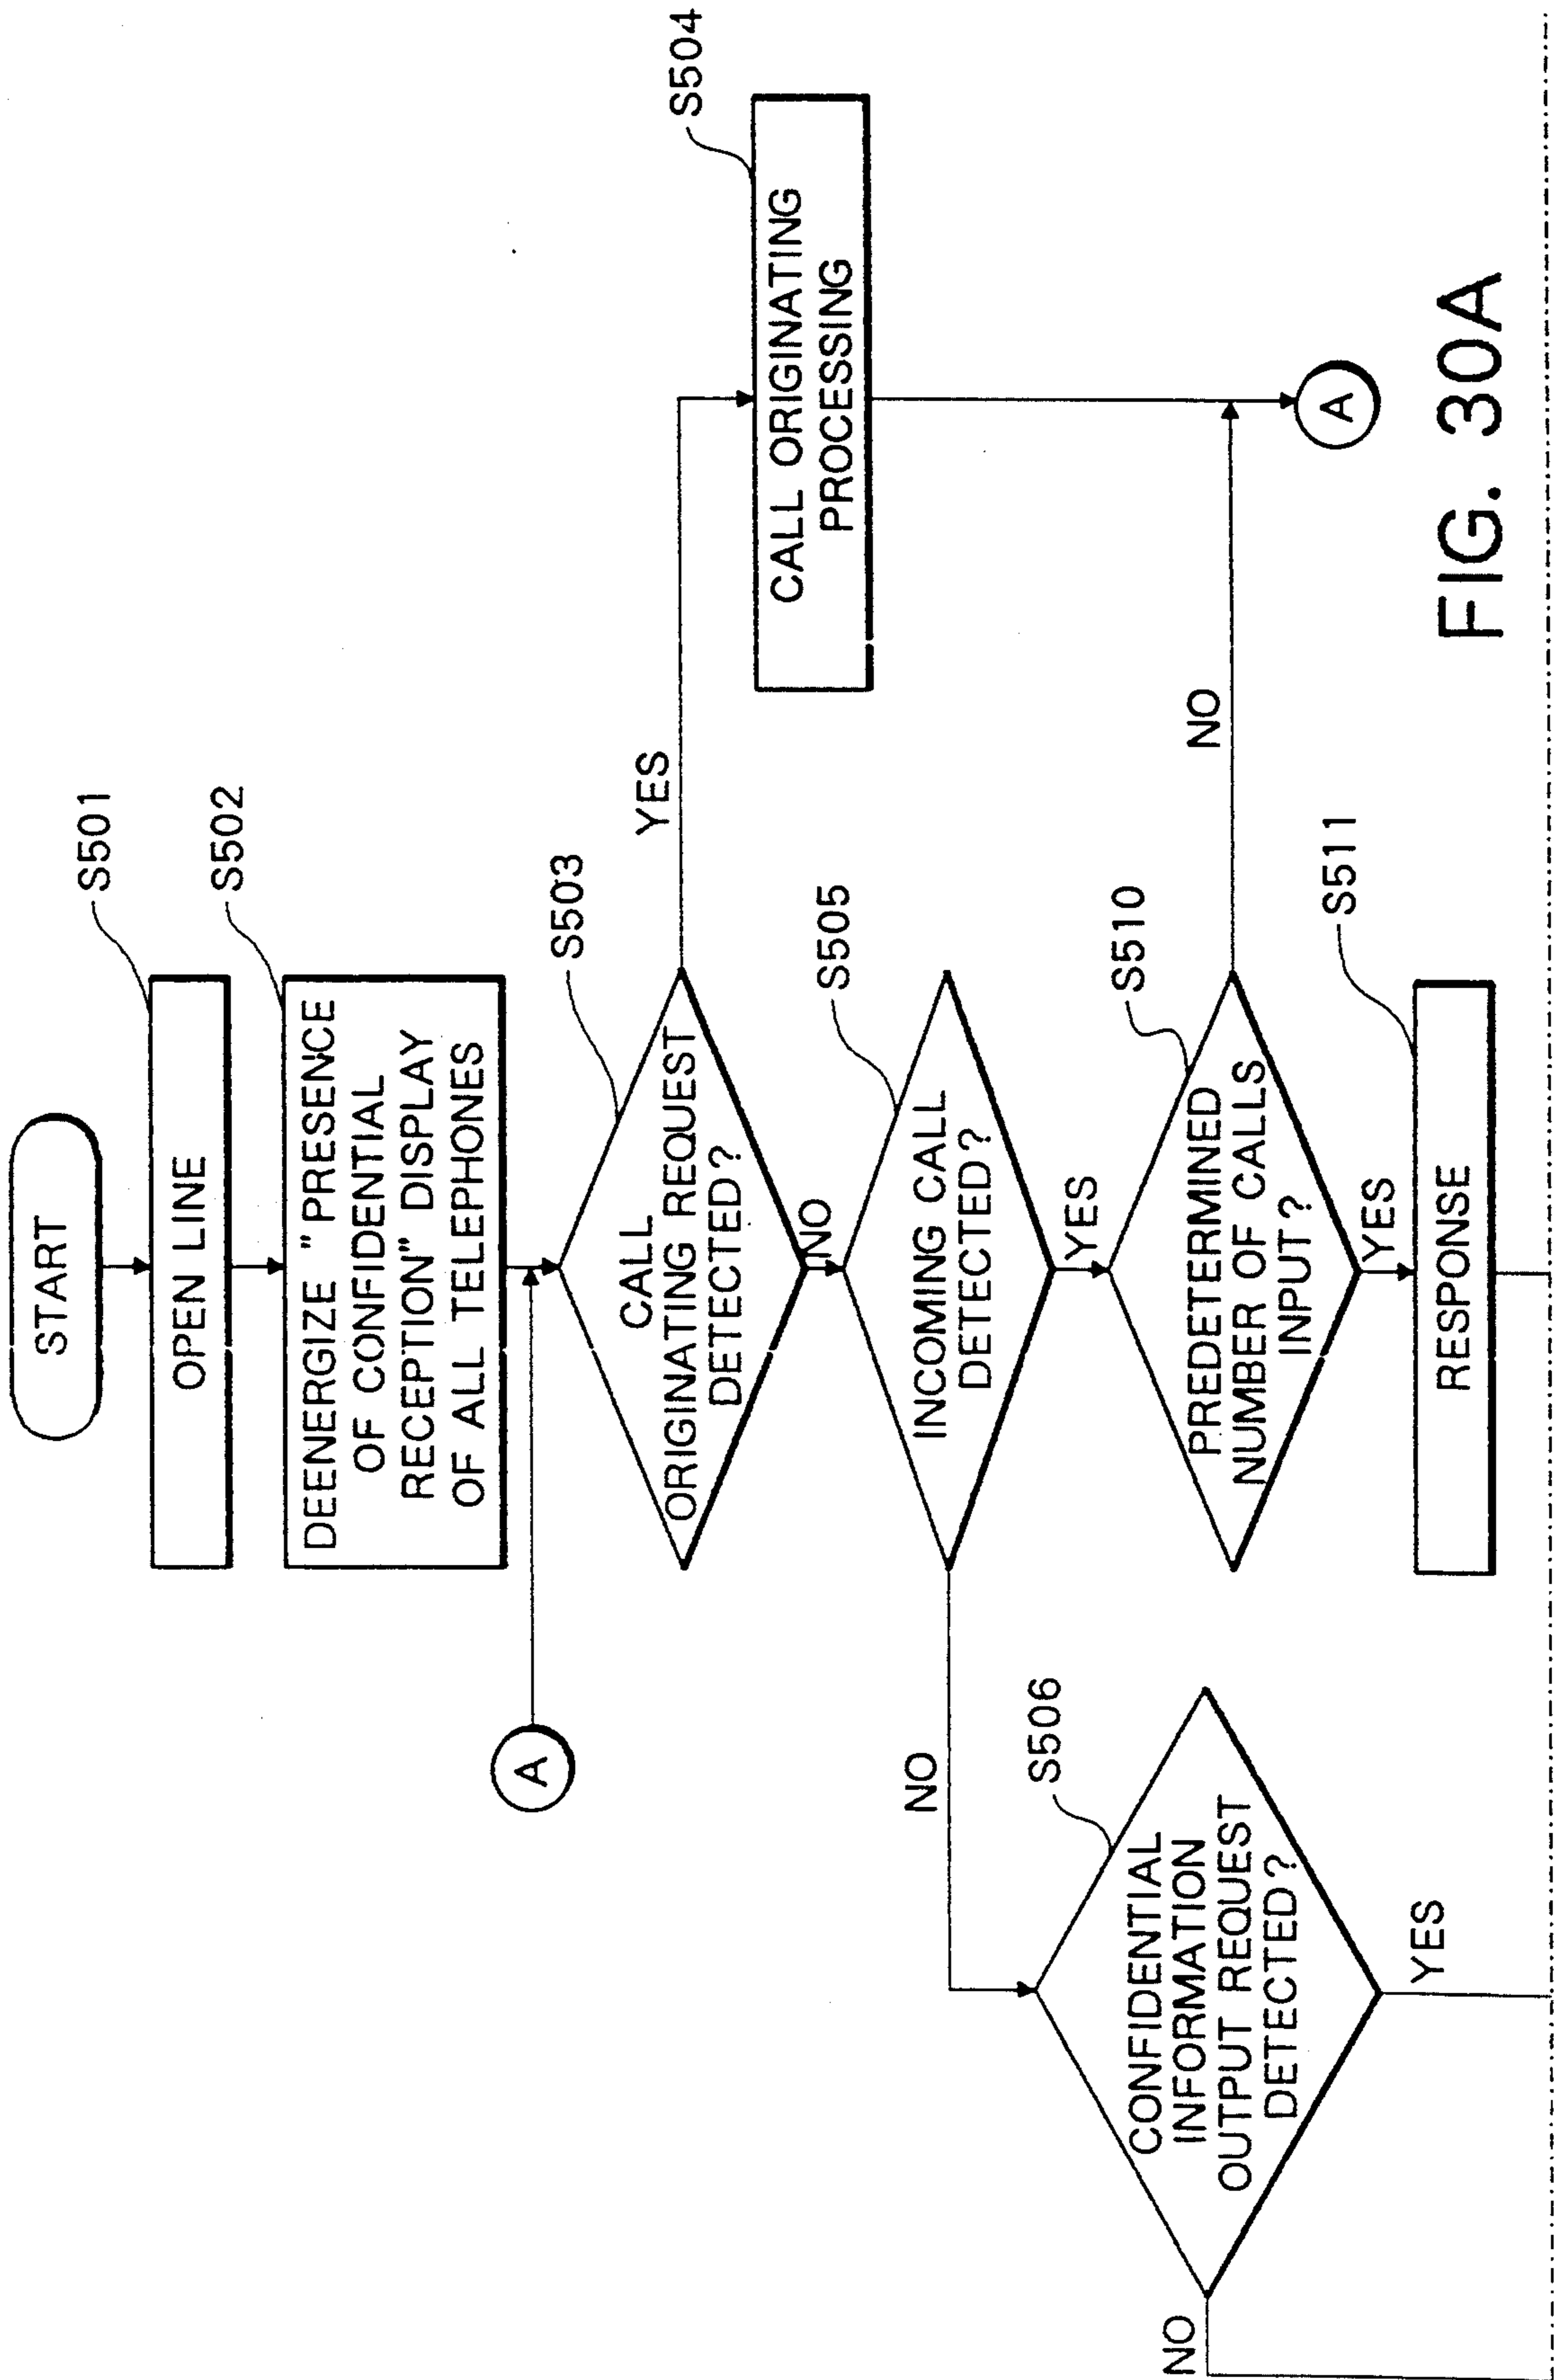 START
S501
OPEN LINE
S502
DEENERGIZE "PRESENCE
OF CONFIDENTIAL
RECEPTION" DISPLAY
OF ALL TELEPHONES
A
S503
CALL
ORIGINATING REQUEST
DETECTED?
YES
S504
CALL ORIGINATING
PROCESSING
NO
S505
INCOMING CALL
DETECTED?
NO
YES
S506
CONFIDENTIAL
INFORMATION
OUTPUT REQUEST
DETECTED?
NO
YES
S510
PREDETERMINED
NUMBER OF CALLS
INPUT?
NO
A
YES
S511
RESPONSE
FIG. 30A